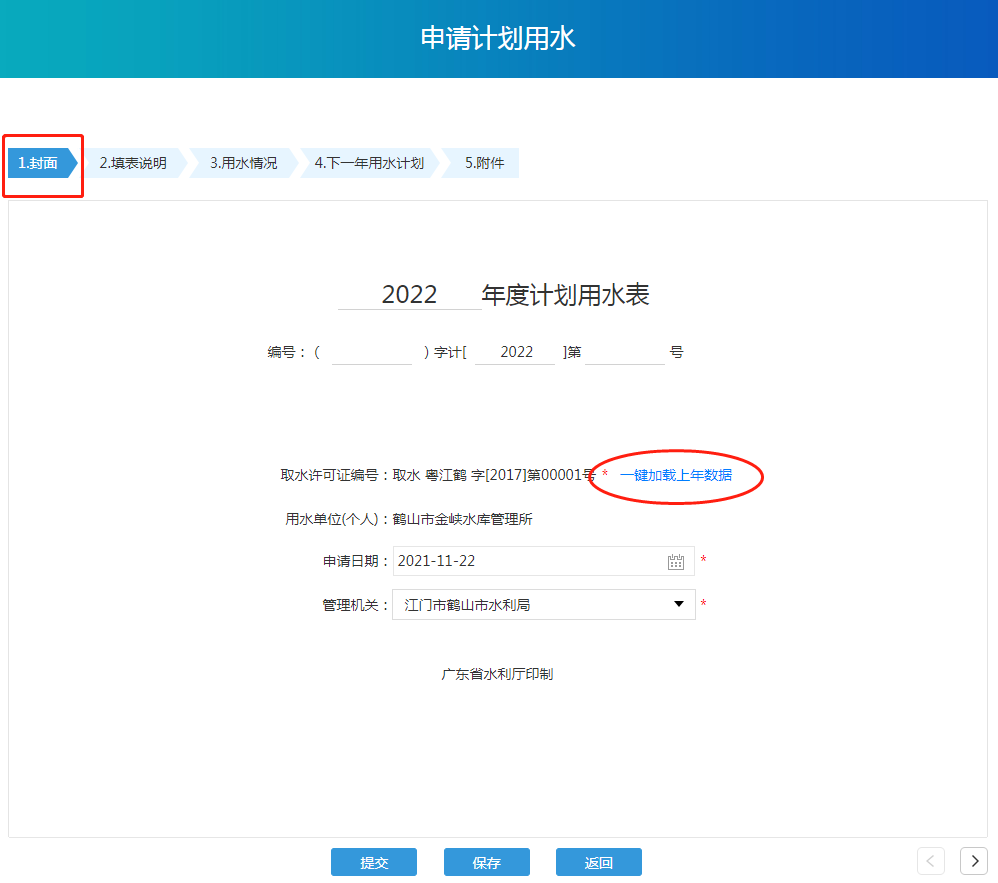 申请计划用水
1.封面 2.填表说明 3.用水情况 4.下一年用水计划 5.附件
2022 年度计划用水表
编号：（ ）字计[ 2022 ]第 号
取水许可证编号：取水 粤江鹤 字[2017]第00001号 * 一键加载上年数据
用水单位(个人)：鹤山市金峡水库管理所
申请日期： 2021-11-22 *
管理机关： 江门市鹤山市水利局 *
广东省水利厅印制
提交 保存 返回